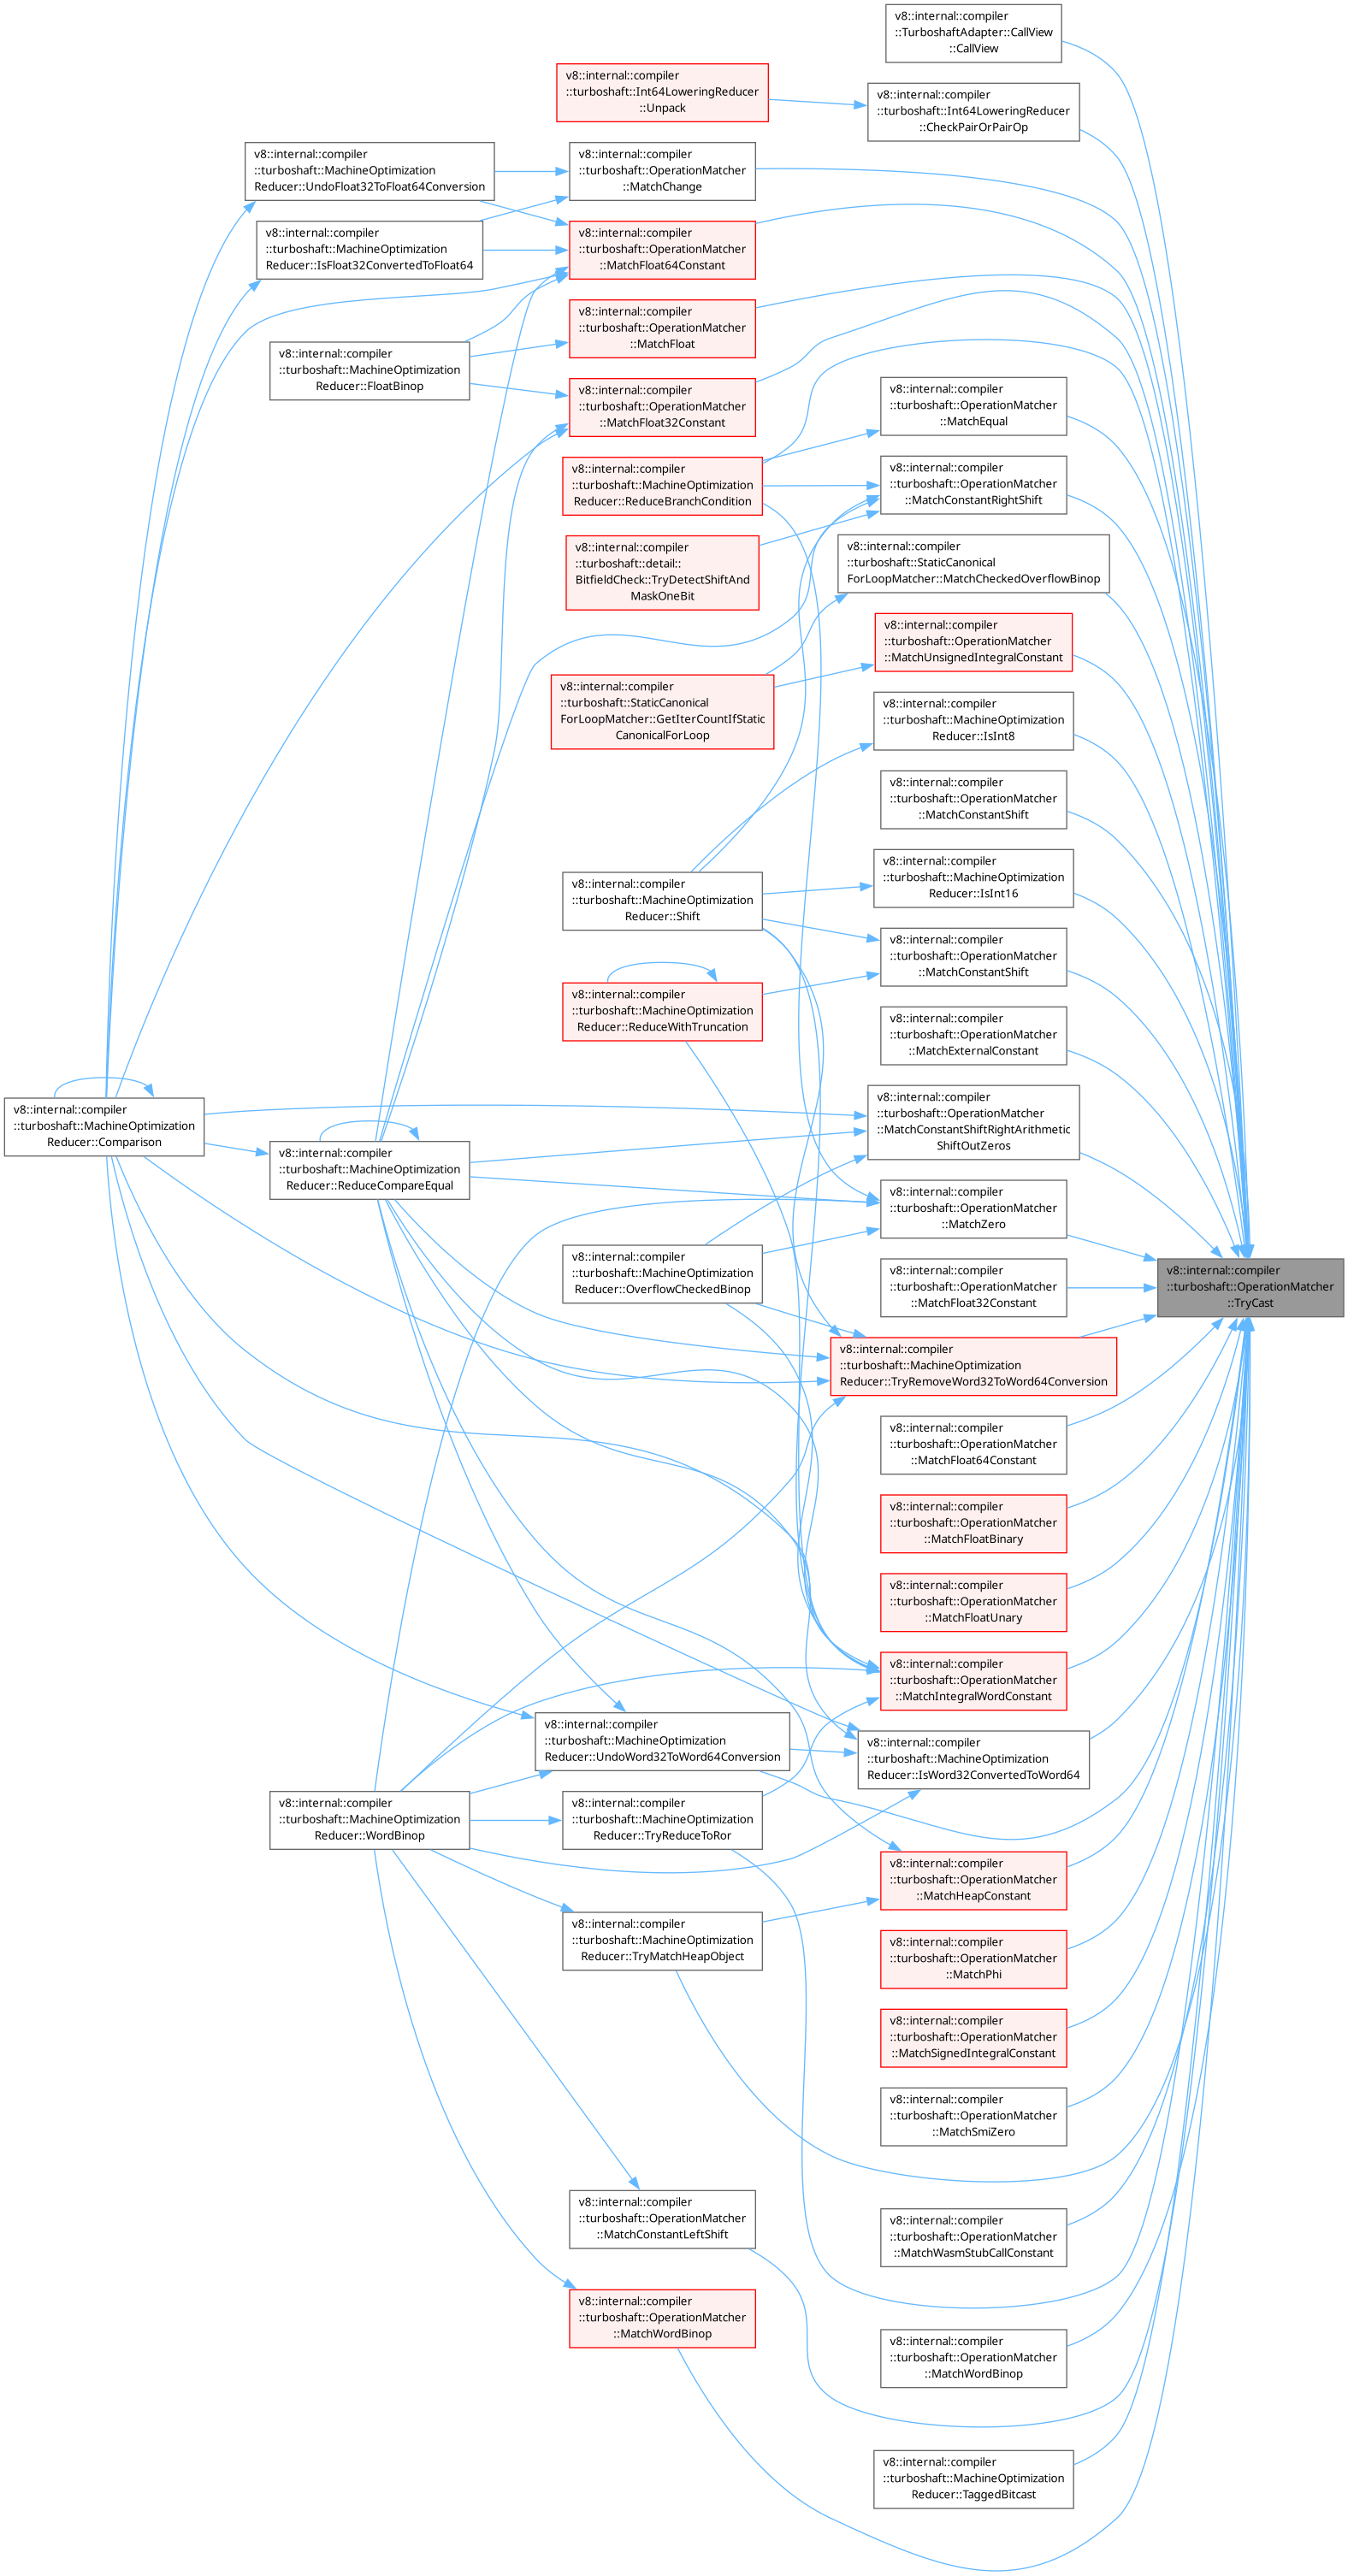 v8::internal::compiler
::TurboshaftAdapter::CallView
::CallView
v8::internal::compiler
::turboshaft::Int64LoweringReducer
::Unpack
v8::internal::compiler
::turboshaft::Int64LoweringReducer
::CheckPairOrPairOp
v8::internal::compiler
::turboshaft::MachineOptimization
Reducer::UndoFloat32ToFloat64Conversion
v8::internal::compiler
::turboshaft::OperationMatcher
::MatchChange
v8::internal::compiler
::turboshaft::MachineOptimization
Reducer::IsFloat32ConvertedToFloat64
v8::internal::compiler
::turboshaft::OperationMatcher
::MatchFloat64Constant
v8::internal::compiler
::turboshaft::OperationMatcher
::MatchFloat
v8::internal::compiler
::turboshaft::MachineOptimization
Reducer::FloatBinop
v8::internal::compiler
::turboshaft::OperationMatcher
::MatchFloat32Constant
v8::internal::compiler
::turboshaft::OperationMatcher
::MatchEqual
v8::internal::compiler
::turboshaft::MachineOptimization
Reducer::ReduceBranchCondition
v8::internal::compiler
::turboshaft::OperationMatcher
::MatchConstantRightShift
v8::internal::compiler
::turboshaft::detail::
BitfieldCheck::TryDetectShiftAnd
MaskOneBit
v8::internal::compiler
::turboshaft::StaticCanonical
ForLoopMatcher::MatchCheckedOverflowBinop
v8::internal::compiler
::turboshaft::OperationMatcher
::MatchUnsignedIntegralConstant
v8::internal::compiler
::turboshaft::StaticCanonical
ForLoopMatcher::GetIterCountIfStatic
CanonicalForLoop
v8::internal::compiler
::turboshaft::MachineOptimization
Reducer::IsInt8
v8::internal::compiler
::turboshaft::OperationMatcher
::MatchConstantShift
v8::internal::compiler
::turboshaft::MachineOptimization
Reducer::Shift
v8::internal::compiler
::turboshaft::MachineOptimization
Reducer::IsInt16
v8::internal::compiler
::turboshaft::OperationMatcher
::MatchConstantShift
v8::internal::compiler
::turboshaft::MachineOptimization
Reducer::ReduceWithTruncation
v8::internal::compiler
::turboshaft::OperationMatcher
::MatchExternalConstant
v8::internal::compiler
::turboshaft::MachineOptimization
Reducer::Comparison
v8::internal::compiler
::turboshaft::OperationMatcher
::MatchConstantShiftRightArithmetic
ShiftOutZeros
v8::internal::compiler
::turboshaft::MachineOptimization
Reducer::ReduceCompareEqual
v8::internal::compiler
::turboshaft::OperationMatcher
::MatchZero
v8::internal::compiler
::turboshaft::MachineOptimization
Reducer::OverflowCheckedBinop
v8::internal::compiler
::turboshaft::OperationMatcher
::MatchFloat32Constant
v8::internal::compiler
::turboshaft::OperationMatcher
::TryCast
v8::internal::compiler
::turboshaft::MachineOptimization
Reducer::TryRemoveWord32ToWord64Conversion
v8::internal::compiler
::turboshaft::OperationMatcher
::MatchFloat64Constant
v8::internal::compiler
::turboshaft::OperationMatcher
::MatchFloatBinary
v8::internal::compiler
::turboshaft::OperationMatcher
::MatchFloatUnary
v8::internal::compiler
::turboshaft::OperationMatcher
::MatchIntegralWordConstant
v8::internal::compiler
::turboshaft::MachineOptimization
Reducer::UndoWord32ToWord64Conversion
v8::internal::compiler
::turboshaft::MachineOptimization
Reducer::IsWord32ConvertedToWord64
v8::internal::compiler
::turboshaft::MachineOptimization
Reducer::WordBinop
v8::internal::compiler
::turboshaft::MachineOptimization
Reducer::TryReduceToRor
v8::internal::compiler
::turboshaft::OperationMatcher
::MatchHeapConstant
v8::internal::compiler
::turboshaft::MachineOptimization
Reducer::TryMatchHeapObject
v8::internal::compiler
::turboshaft::OperationMatcher
::MatchPhi
v8::internal::compiler
::turboshaft::OperationMatcher
::MatchSignedIntegralConstant
v8::internal::compiler
::turboshaft::OperationMatcher
::MatchSmiZero
v8::internal::compiler
::turboshaft::OperationMatcher
::MatchConstantLeftShift
v8::internal::compiler
::turboshaft::OperationMatcher
::MatchWasmStubCallConstant
v8::internal::compiler
::turboshaft::OperationMatcher
::MatchWordBinop
v8::internal::compiler
::turboshaft::OperationMatcher
::MatchWordBinop
v8::internal::compiler
::turboshaft::MachineOptimization
Reducer::TaggedBitcast